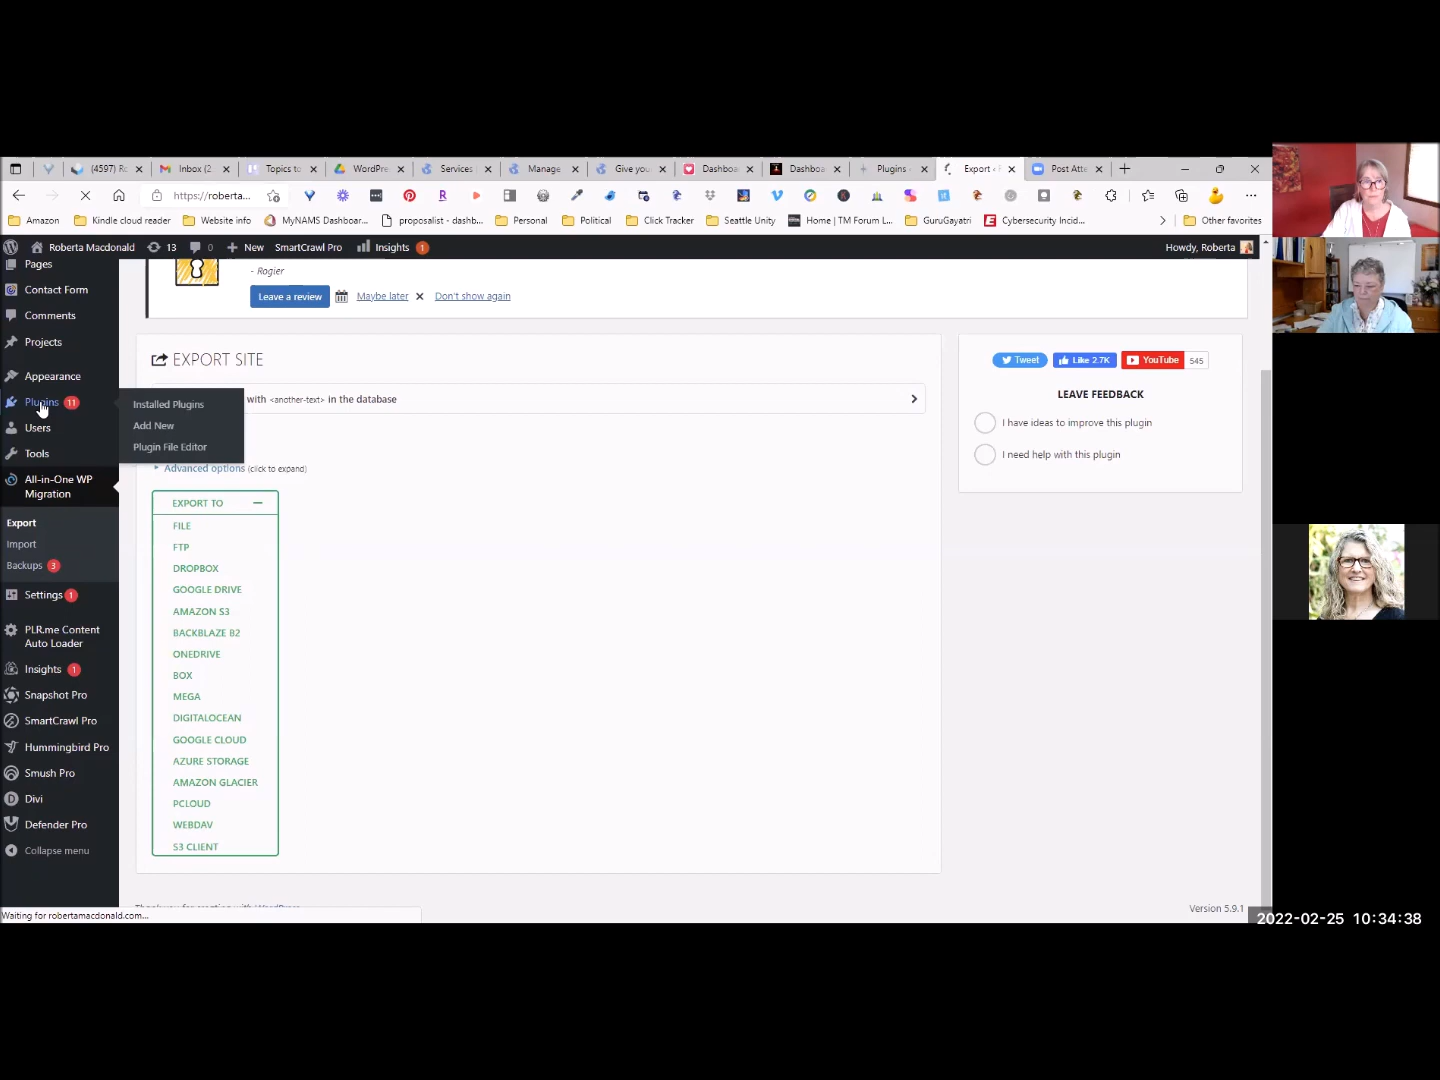 (4597) R
Inbox (2
Topics to
WordPre
Services
Manage
Give you
Dashboa
Dashboa
Plugins -
Export ‹
Post Atte
https://roberta...
Amazon
Kindle cloud reader
Website info
MyNAMS Dashboar...
proposalist - dashb...
Personal
Political
Click Tracker
Seattle Unity
Home | TM Forum L...
GuruGayatri
Cybersecurity Incid...
Other favorites
Roberta Macdonald
13
0
New
SmartCrawl Pro
Insights
1
Howdy, Roberta
Pages
Contact Form
Comments
Projects
Appearance
Plugins 11
Users
Tools
All-in-One WP
Migration
Export
Import
Backups 3
Settings 1
PLR.me Content
Auto Loader
Insights 1
Snapshot Pro
SmartCrawl Pro
Hummingbird Pro
Smush Pro
Divi
Defender Pro
Collapse menu
Installed Plugins
Add New
Plugin File Editor
- Rogier
Leave a review
Maybe later
Don't show again
EXPORT SITE
with <another-text> in the database
Advanced options (click to expand)
EXPORT TO
FILE
FTP
DROPBOX
GOOGLE DRIVE
AMAZON S3
BACKBLAZE B2
ONEDRIVE
BOX
MEGA
DIGITALOCEAN
GOOGLE CLOUD
AZURE STORAGE
AMAZON GLACIER
PCLOUD
WEBDAV
S3 CLIENT
Tweet
Like 2.7K
YouTube
545
LEAVE FEEDBACK
I have ideas to improve this plugin
I need help with this plugin
Thank you for creating with WordPress
Version 5.9.1
Waiting for robertamacdonald.com...
2022-02-25 10:34:38